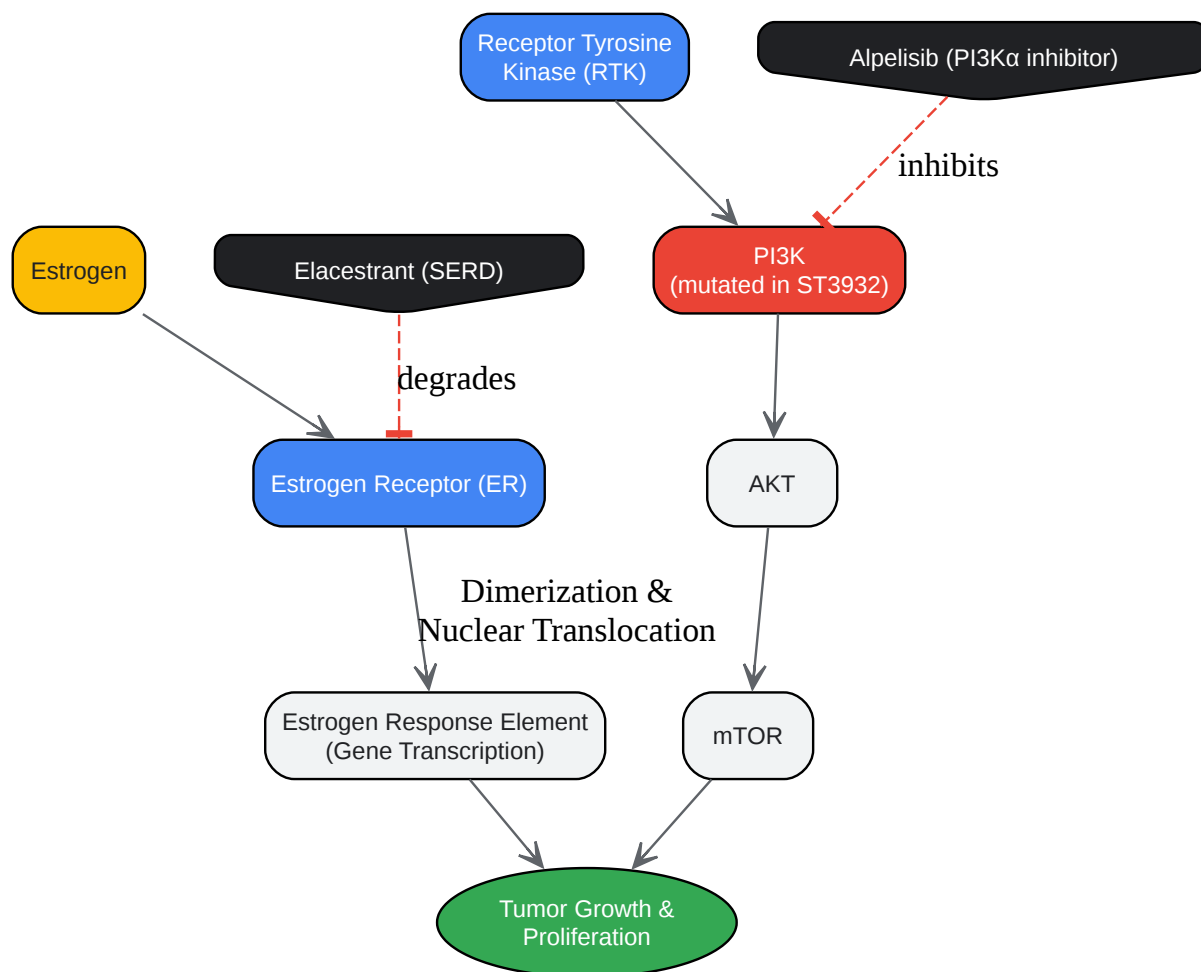 Receptor Tyrosine
Kinase (RTK)
Alpelisib (PI3Kα inhibitor)
inhibits
Estrogen
Elacestrant (SERD)
PI3K
(mutated in ST3932)
degrades
Estrogen Receptor (ER)
AKT
Dimerization &
Nuclear Translocation
Estrogen Response Element
(Gene Transcription)
mTOR
Tumor Growth &
Proliferation